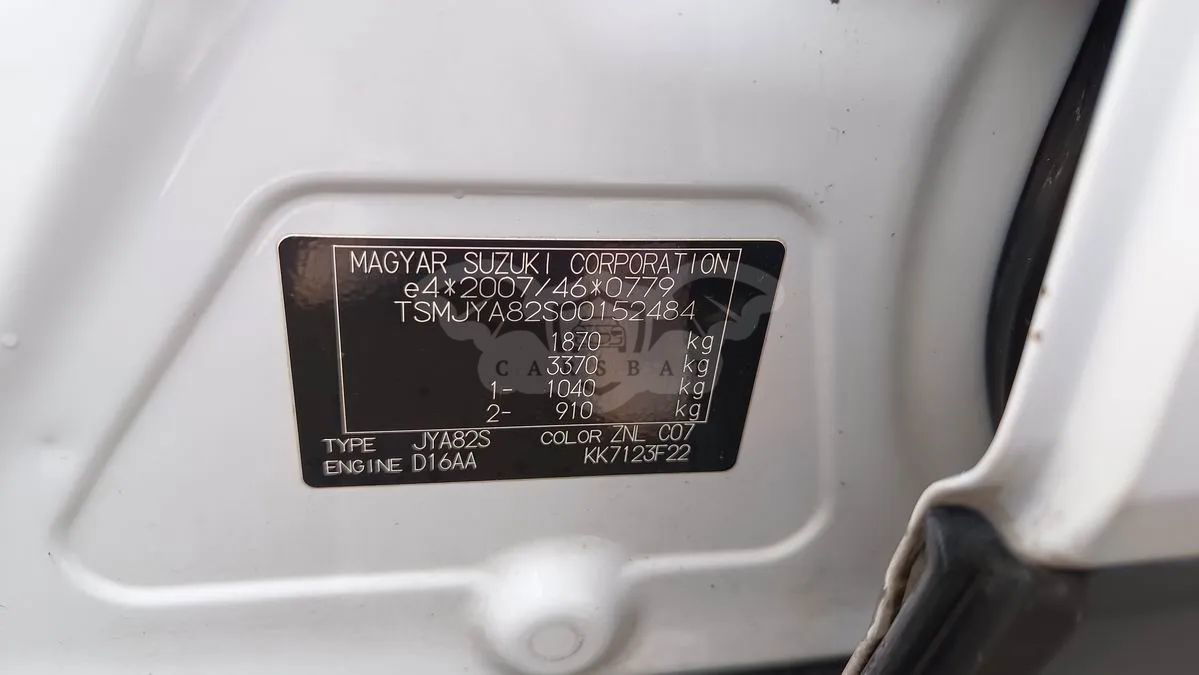 MAGYAR SUZUKI CORPORATION
e4*2007/46*0779
TSMJYA82S00152484
1870 kg
3370 kg
1- 1040 kg
2- 910 kg
TYPE JYA82S COLOR ZNL C07
ENGINE D16AA KK7123F22